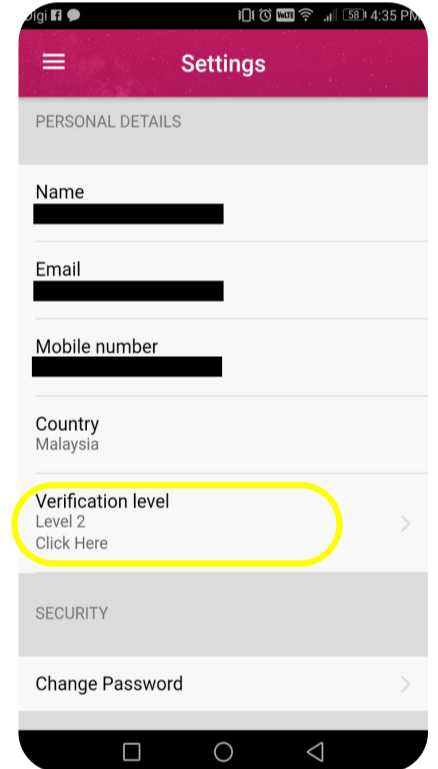 Digi 58 4:35 PM
Settings
PERSONAL DETAILS
Name
Email
Mobile number
Country
Malaysia
Verification level
Level 2
Click Here
SECURITY
Change Password